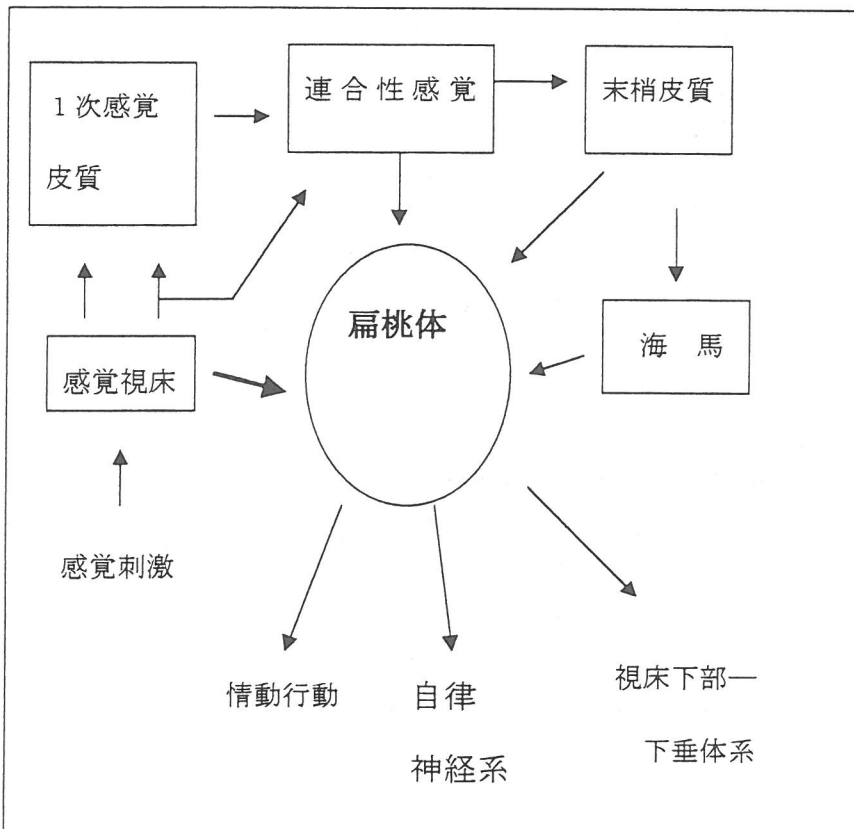 1次感覚
皮質
連合性感覚
末梢皮質
扁桃体
海 馬
感覚視床
感覚刺激
情動行動
自律
神経系
視床下部―
下垂体系